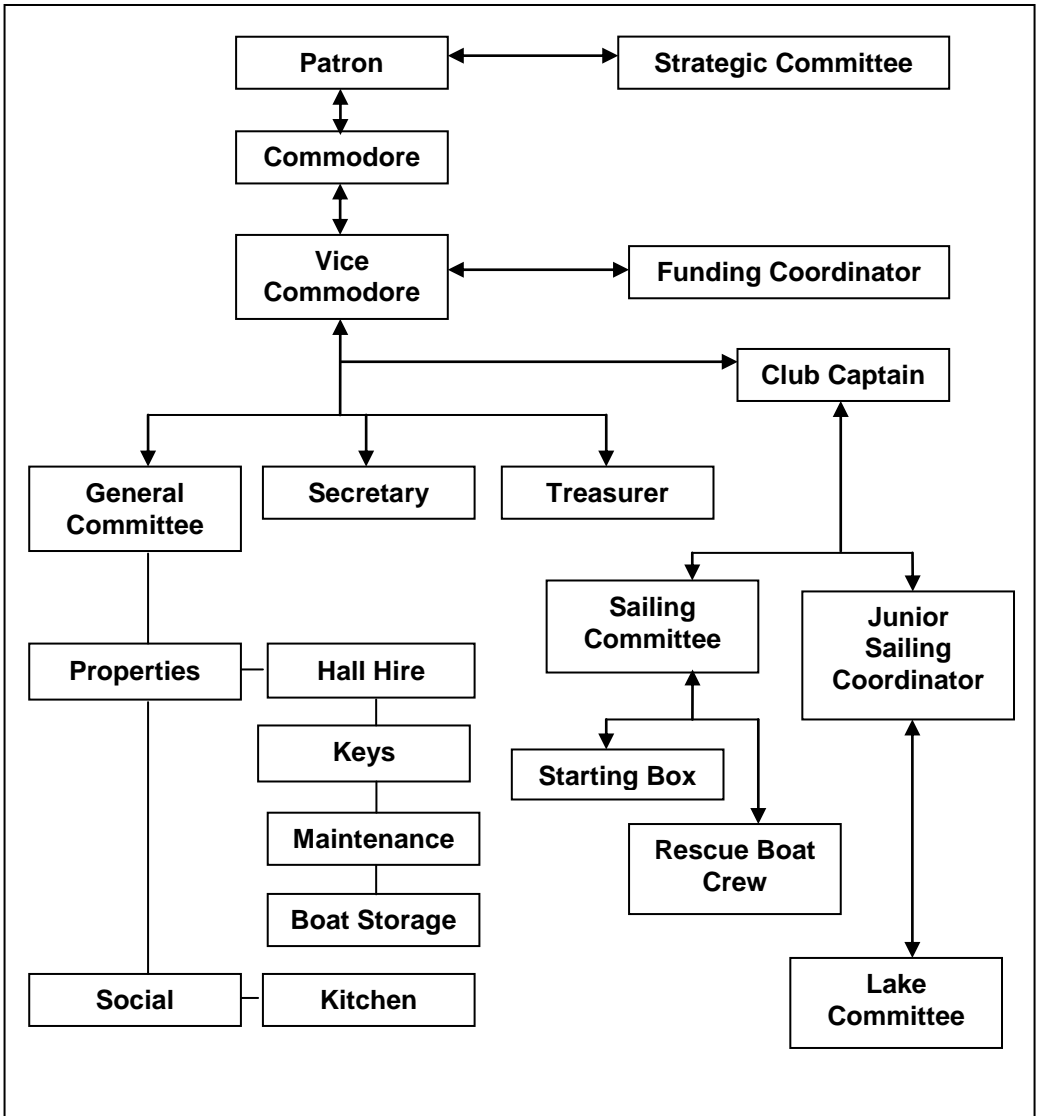 Patron
Strategic Committee
Commodore
Vice
Commodore
Funding Coordinator
Club Captain
General
Committee
Secretary
Treasurer
Sailing
Committee
Junior
Sailing
Coordinator
Properties
Hall Hire
Keys
Starting Box
Maintenance
Rescue Boat
Crew
Boat Storage
Social
Kitchen
Lake
Committee